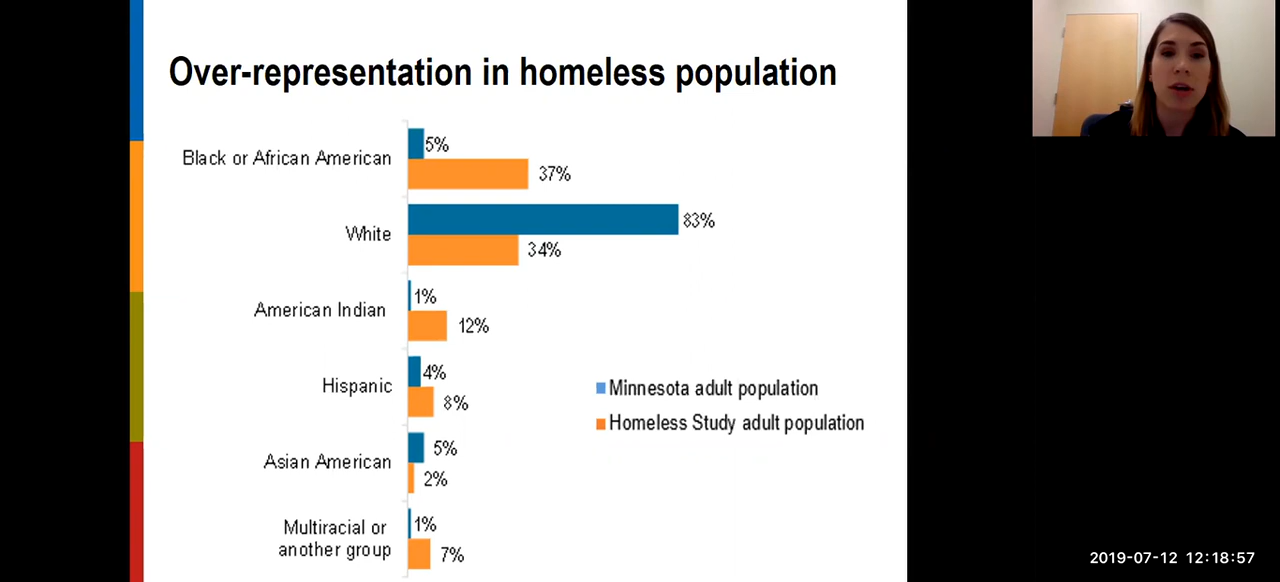 Over-representation in homeless population
Black or African American
5%
37%
White
83%
34%
American Indian
1%
12%
Hispanic
4%
8%
Minnesota adult population
Homeless Study adult population
Asian American
5%
2%
Multiracial or
another group
1%
7%
2019-07-12 12:18:57